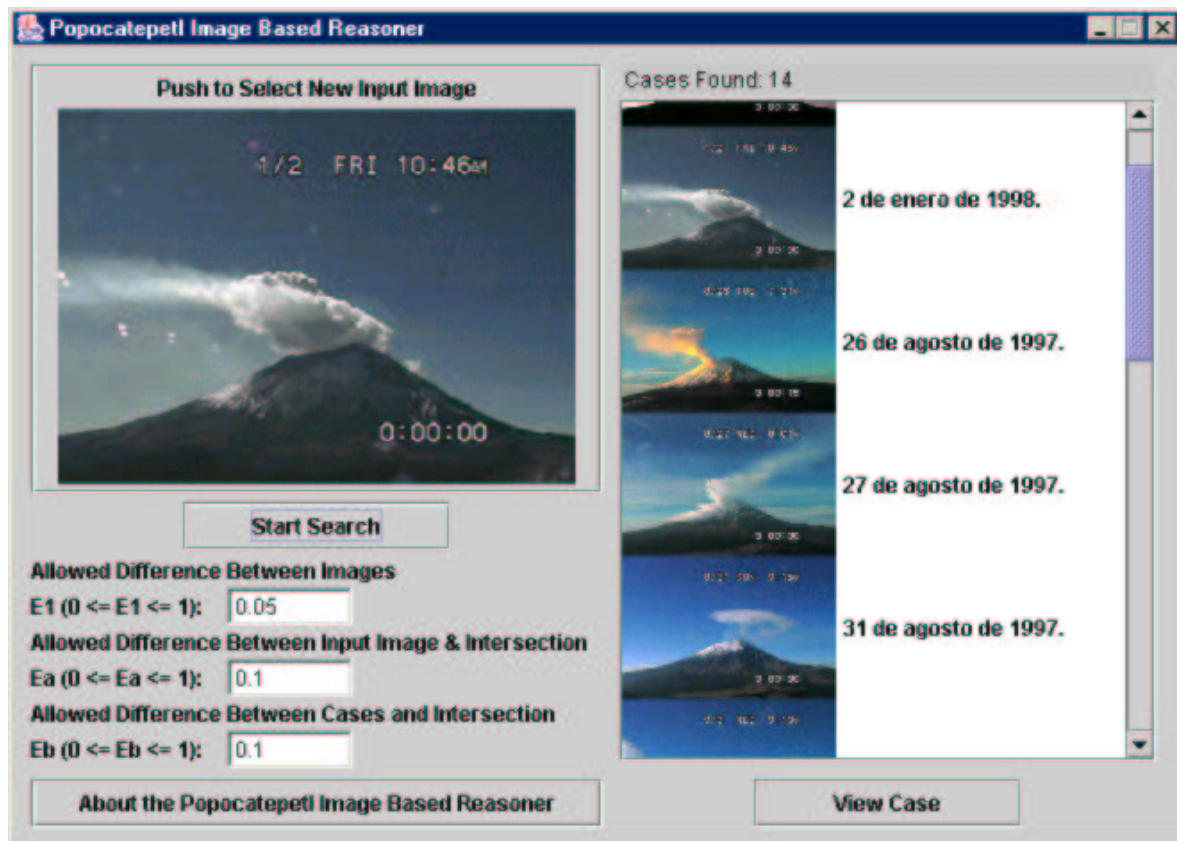 Popocatepetl Image Based Reasoner
Push to Select New Input Image
1/2 FRI 10:46AM
0:00:00
Start Search
Allowed Difference Between Images
E1 (0 <= E1 <= 1): 0.05
Allowed Difference Between Input Image & Intersection
Ea (0 <= Ea <= 1): 0.1
Allowed Difference Between Cases and Intersection
Eb (0 <= Eb <= 1): 0.1
About the Popocatepetl Image Based Reasoner
Cases Found: 14
2 de enero de 1998.
26 de agosto de 1997.
27 de agosto de 1997.
31 de agosto de 1997.
View Case